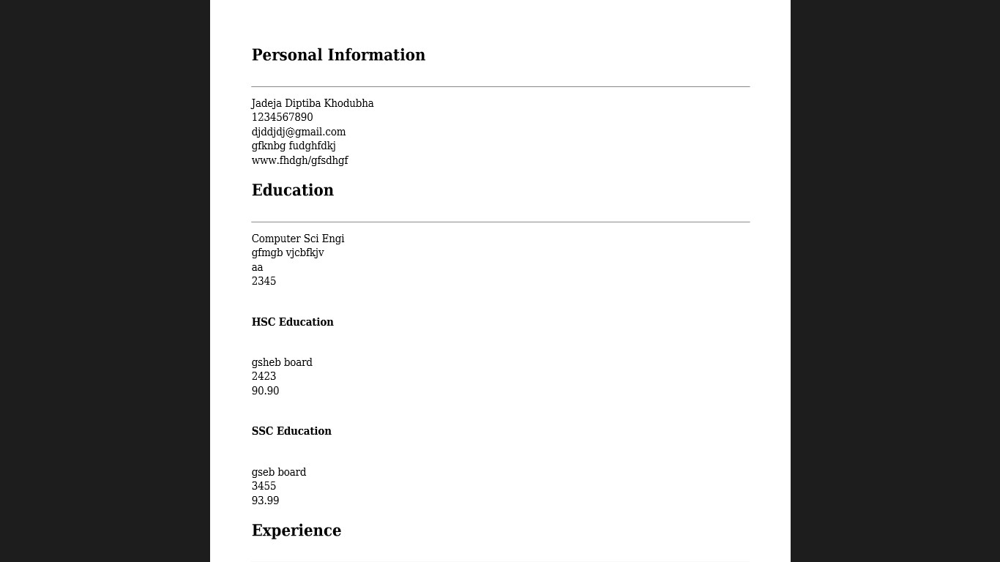 Personal Information
Jadeja Diptiba Khodubha
1234567890
djddjdj@gmail.com
gfknbg fudghfdkj
www.fhdgh/gfsdhgf
Education
Computer Sci Engi
gfmgb vjcbfkjv
aa
2345
HSC Education
gsheb board
2423
90.90
SSC Education
gseb board
3455
93.99
Experience